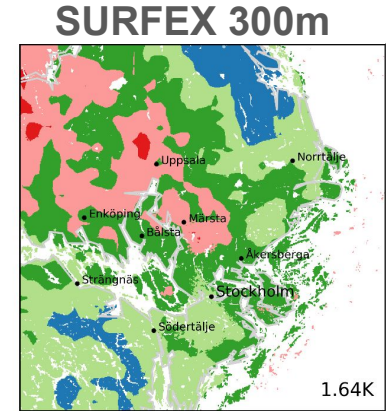 SURFEX 300m
Uppsala
Norrtälje
Enköping
Märsta
Bålsta
Åkersberga
Strängnäs
Stockholm
Södertälje
1.64K